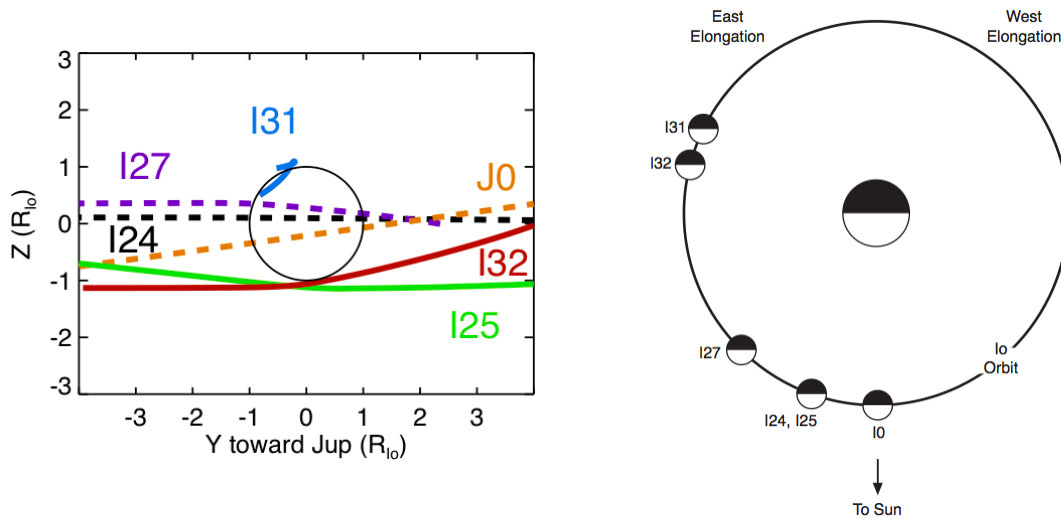 3
2
1
0
-1
-2
-3
Z (R_Io)
I31
I27
J0
I24
I32
I25
-3 -2 -1 0 1 2 3
Y toward Jup (R_Io)
East
Elongation
West
Elongation
I31
I32
I27
I24, I25
I0
Io
Orbit
To Sun